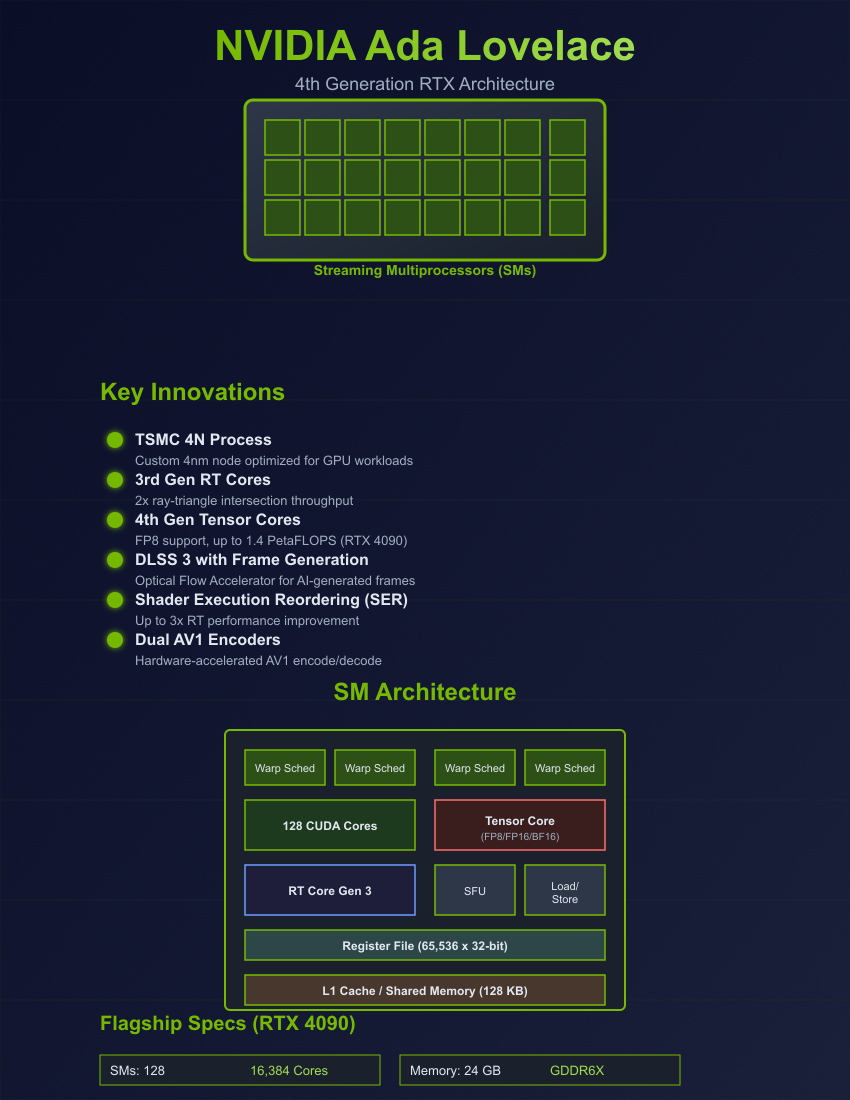 NVIDIA Ada Lovelace
4th Generation RTX Architecture
Streaming Multiprocessors (SMs)
Key Innovations
TSMC 4N Process
Custom 4nm node optimized for GPU workloads
3rd Gen RT Cores
2x ray-triangle intersection throughput
4th Gen Tensor Cores
FP8 support, up to 1.4 PetaFLOPS (RTX 4090)
DLSS 3 with Frame Generation
Optical Flow Accelerator for AI-generated frames
Shader Execution Reordering (SER)
Up to 3x RT performance improvement
Dual AV1 Encoders
Hardware-accelerated AV1 encode/decode
SM Architecture
Warp Sched Warp Sched Warp Sched Warp Sched
128 CUDA Cores
Tensor Core
(FP8/FP16/BF16)
RT Core Gen 3
SFU
Load/
Store
Register File (65,536 x 32-bit)
L1 Cache / Shared Memory (128 KB)
Flagship Specs (RTX 4090)
SMs: 128 16,384 Cores
Memory: 24 GB GDDR6X